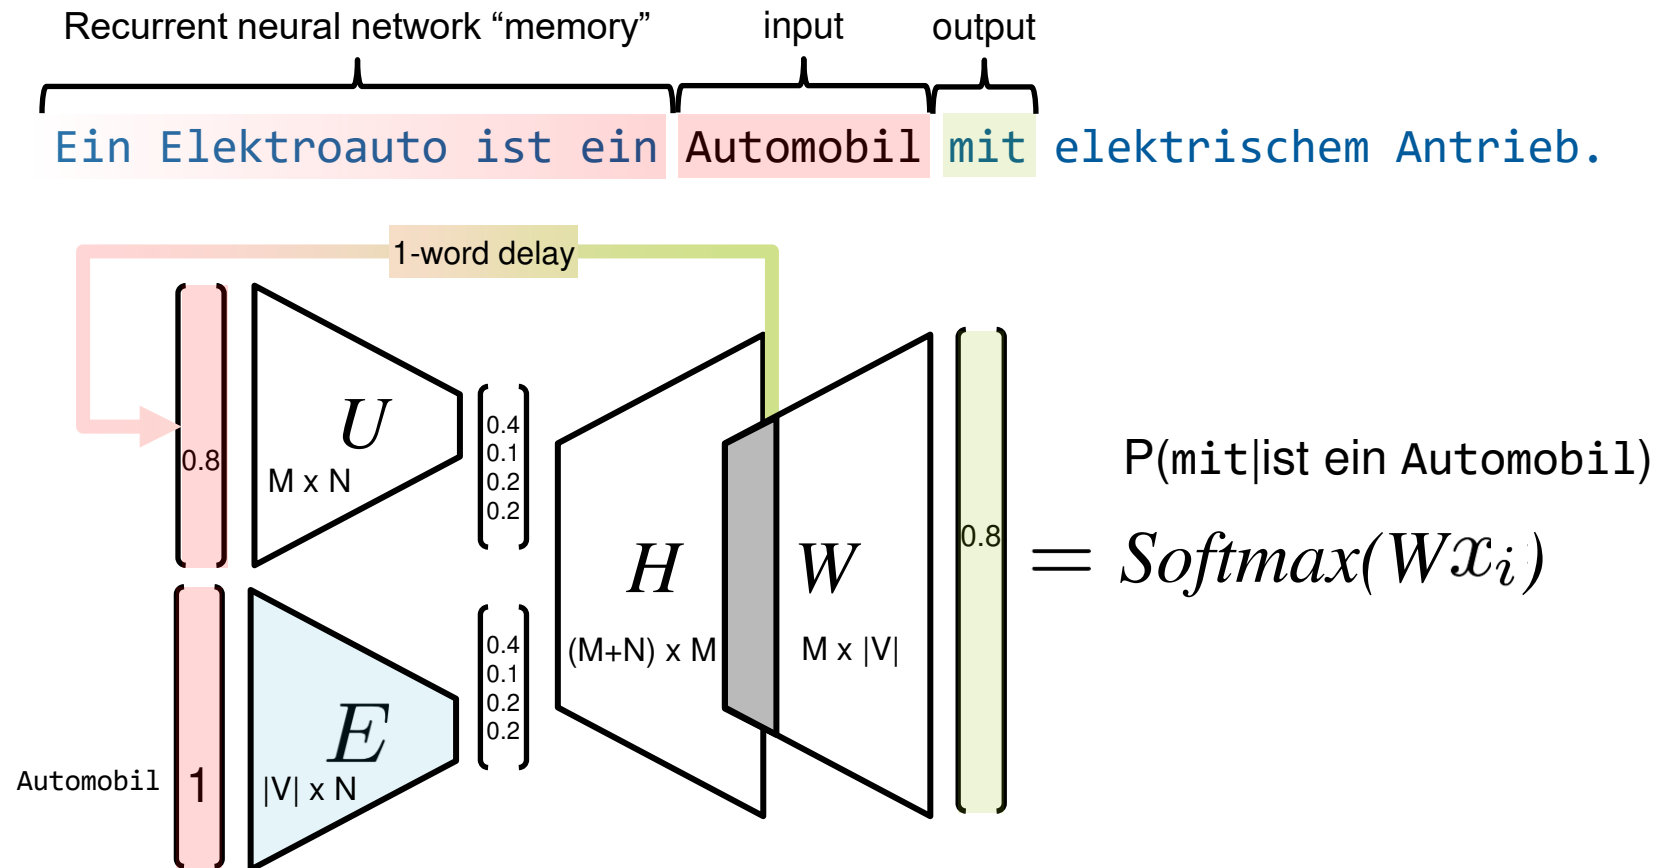 Recurrent neural network “memory” input output
Ein Elektroauto ist ein Automobil mit elektrischem Antrieb.
1-word delay
0.8
U
M x N
0.4
0.1
0.2
0.2
H
(M+N) x M
W
M x |V|
0.8
P(mit|ist ein Automobil)
= Softmax(Wxi)
Automobil
1
E
|V| x N
0.4
0.1
0.2
0.2